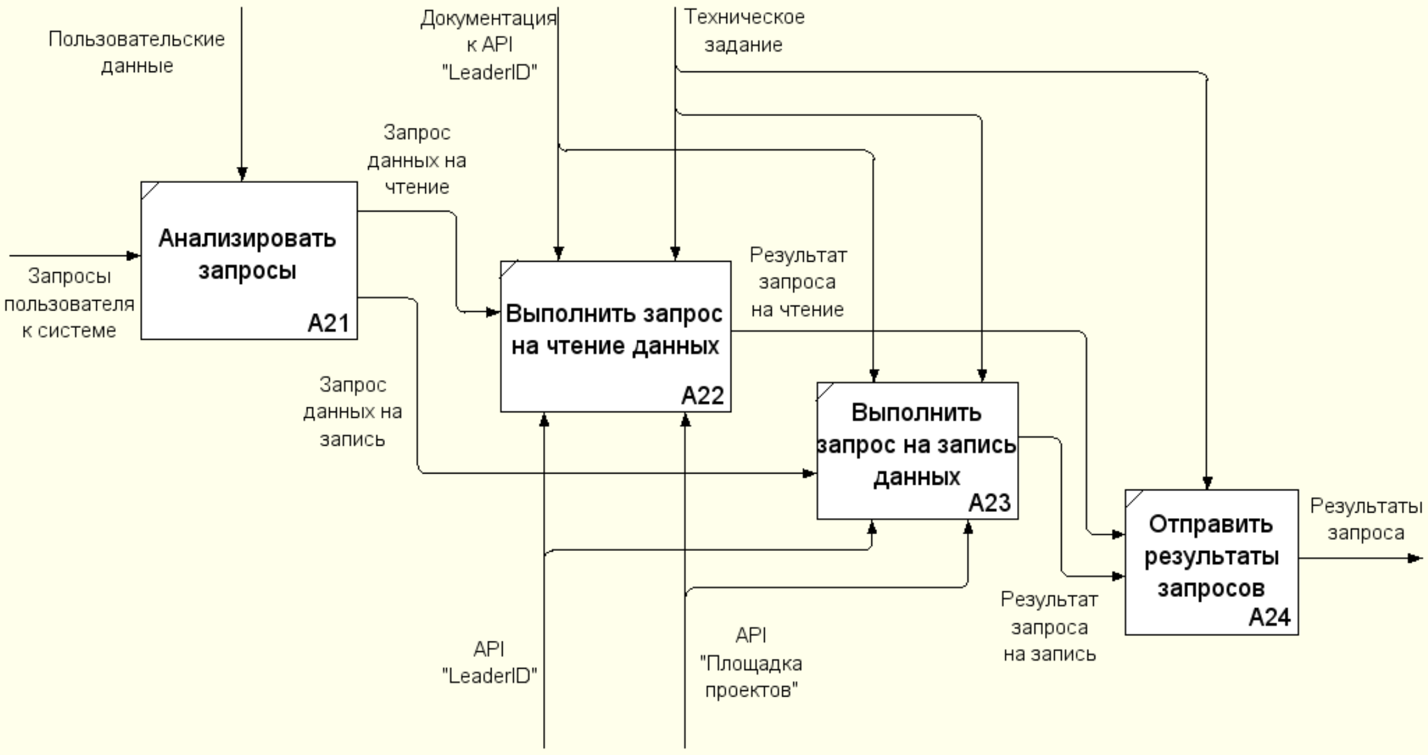 Пользовательские
данные
Документация
к API
"LeaderID"
Техническое
задание
Запрос
данных на
чтение
Анализировать
запросы
A21
Запросы
пользователя
к системе
Результат
запроса
на чтение
Выполнить запрос
на чтение данных
A22
Запрос
данных на
запись
Выполнить
запрос на запись
данных
A23
Отправить
результаты
запросов
A24
Результаты
запроса
Результат
запроса
на запись
API
"LeaderID"
API
"Площадка
проектов"